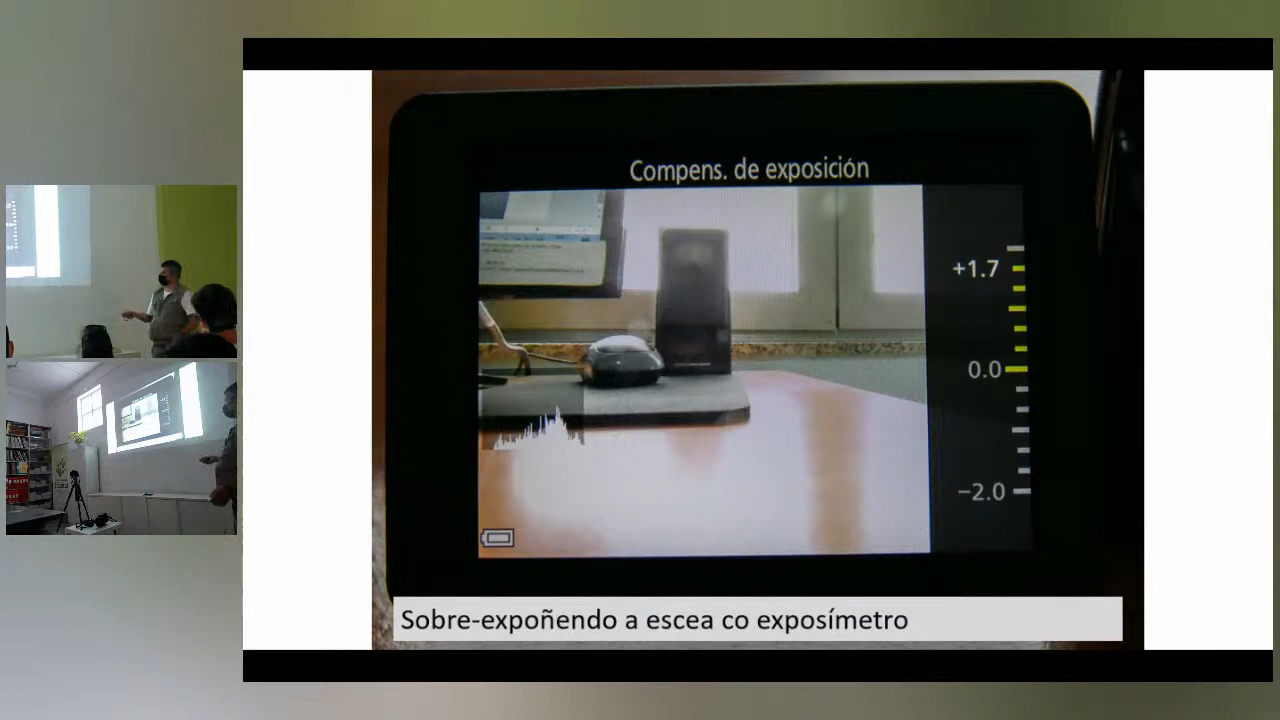 Compens. de exposición
+1.7
0.0
−2.0
Sobre-expoñendo a escea co exposímetro